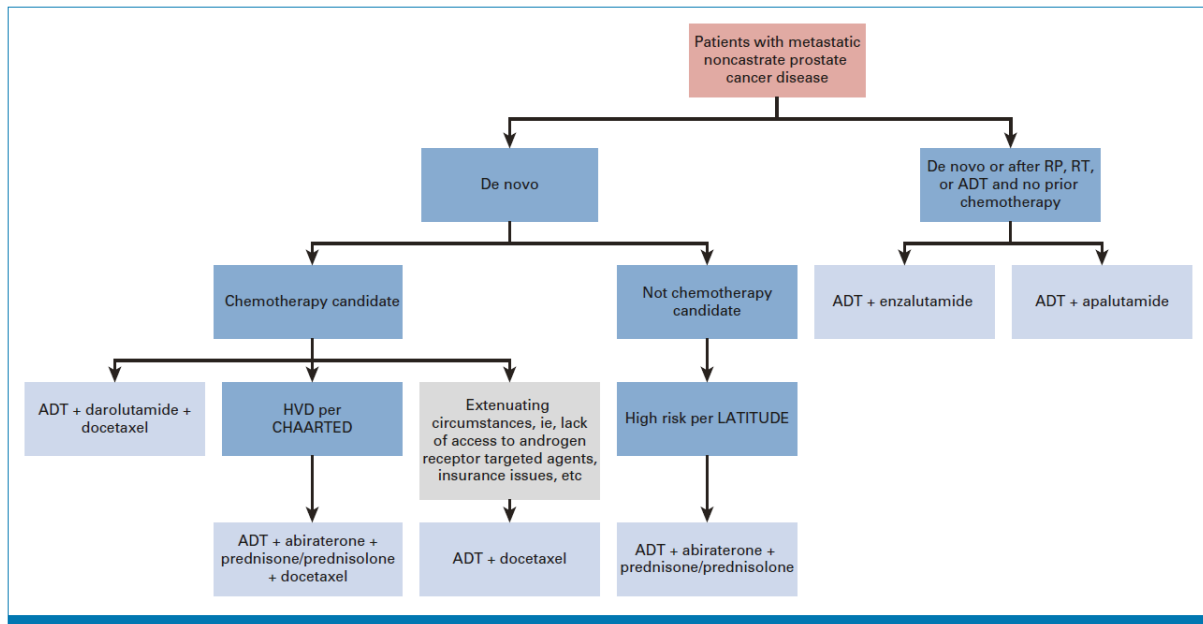 Patients with metastatic
noncastrate prostate
cancer disease
De novo
De novo or after RP, RT,
or ADT and no prior
chemotherapy
Chemotherapy candidate
Not chemotherapy
candidate
ADT + enzalutamide
ADT + apalutamide
ADT + darolutamide +
docetaxel
HVD per
CHAARTED
Extenuating
circumstances, ie, lack
of access to androgen
receptor targeted agents,
insurance issues, etc
High risk per LATITUDE
ADT + abiraterone +
prednisone/prednisolone
+ docetaxel
ADT + docetaxel
ADT + abiraterone +
prednisone/prednisolone